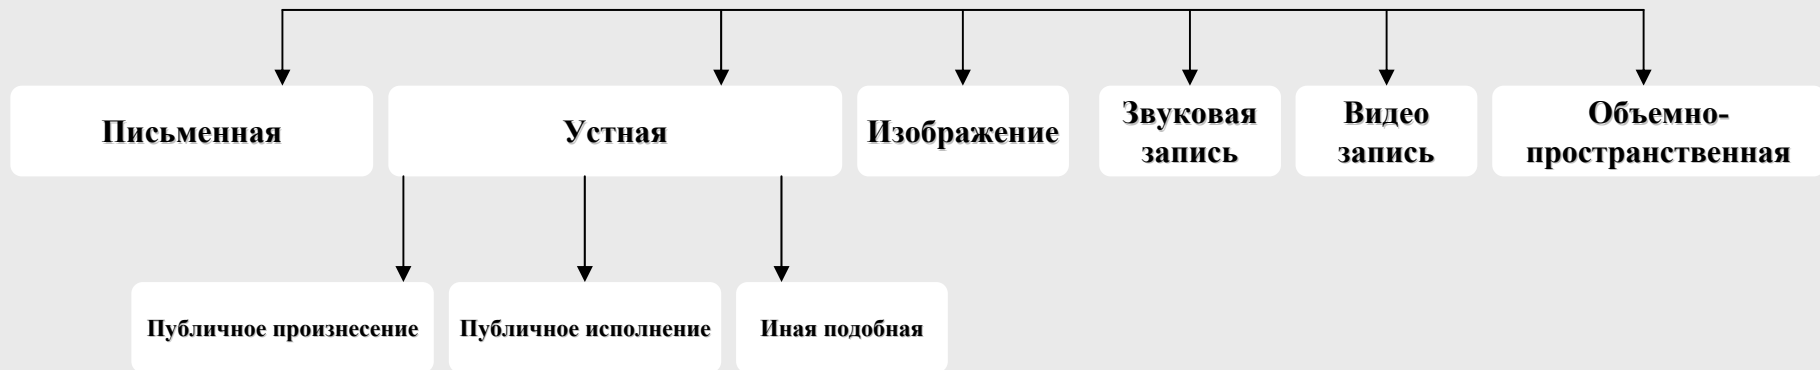 Письменная
Устная
Изображение
Звуковая
запись
Видео
запись
Объемно-
пространственная
Публичное произнесение
Публичное исполнение
Иная подобная